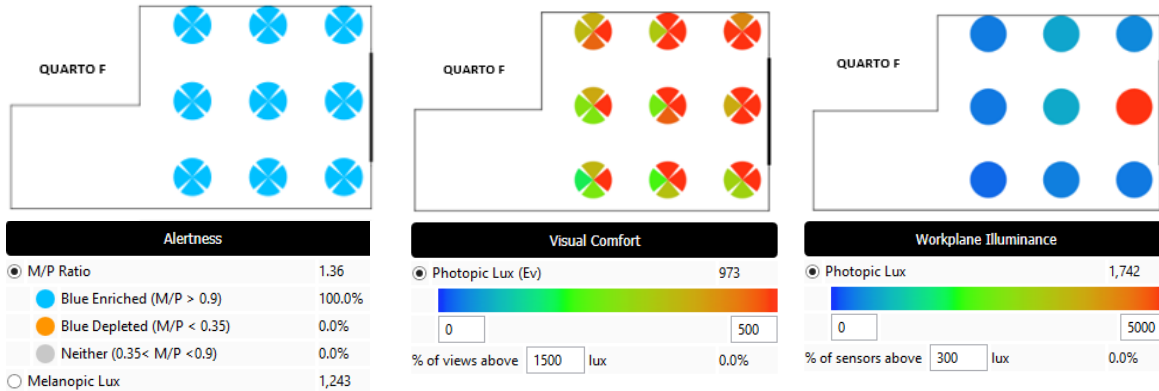 QUARTO F
Alertness
M/P Ratio 1.36
Blue Enriched (M/P > 0.9) 100.0%
Blue Depleted (M/P < 0.35) 0.0%
Neither (0.35< M/P <0.9) 0.0%
Melanopic Lux 1,243
QUARTO F
Visual Comfort
Photopic Lux (Ev) 973
0 500
% of views above 1500 lux 0.0%
QUARTO F
Workplane Illuminance
Photopic Lux 1,742
0 5000
% of sensors above 300 lux 0.0%